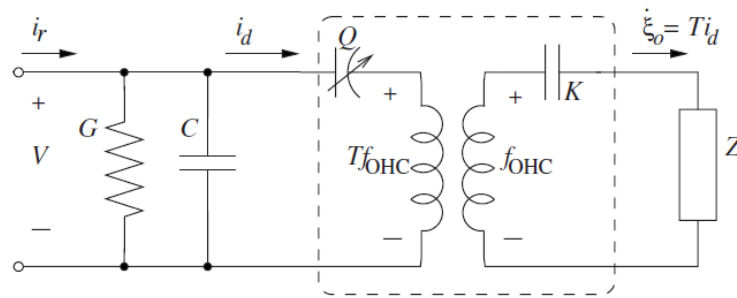 i_r
i_d
Q
ξ̇_o = Ti_d
+
G
C
+
+
K
V
Tf_OHC
f_OHC
Z
−
−
−